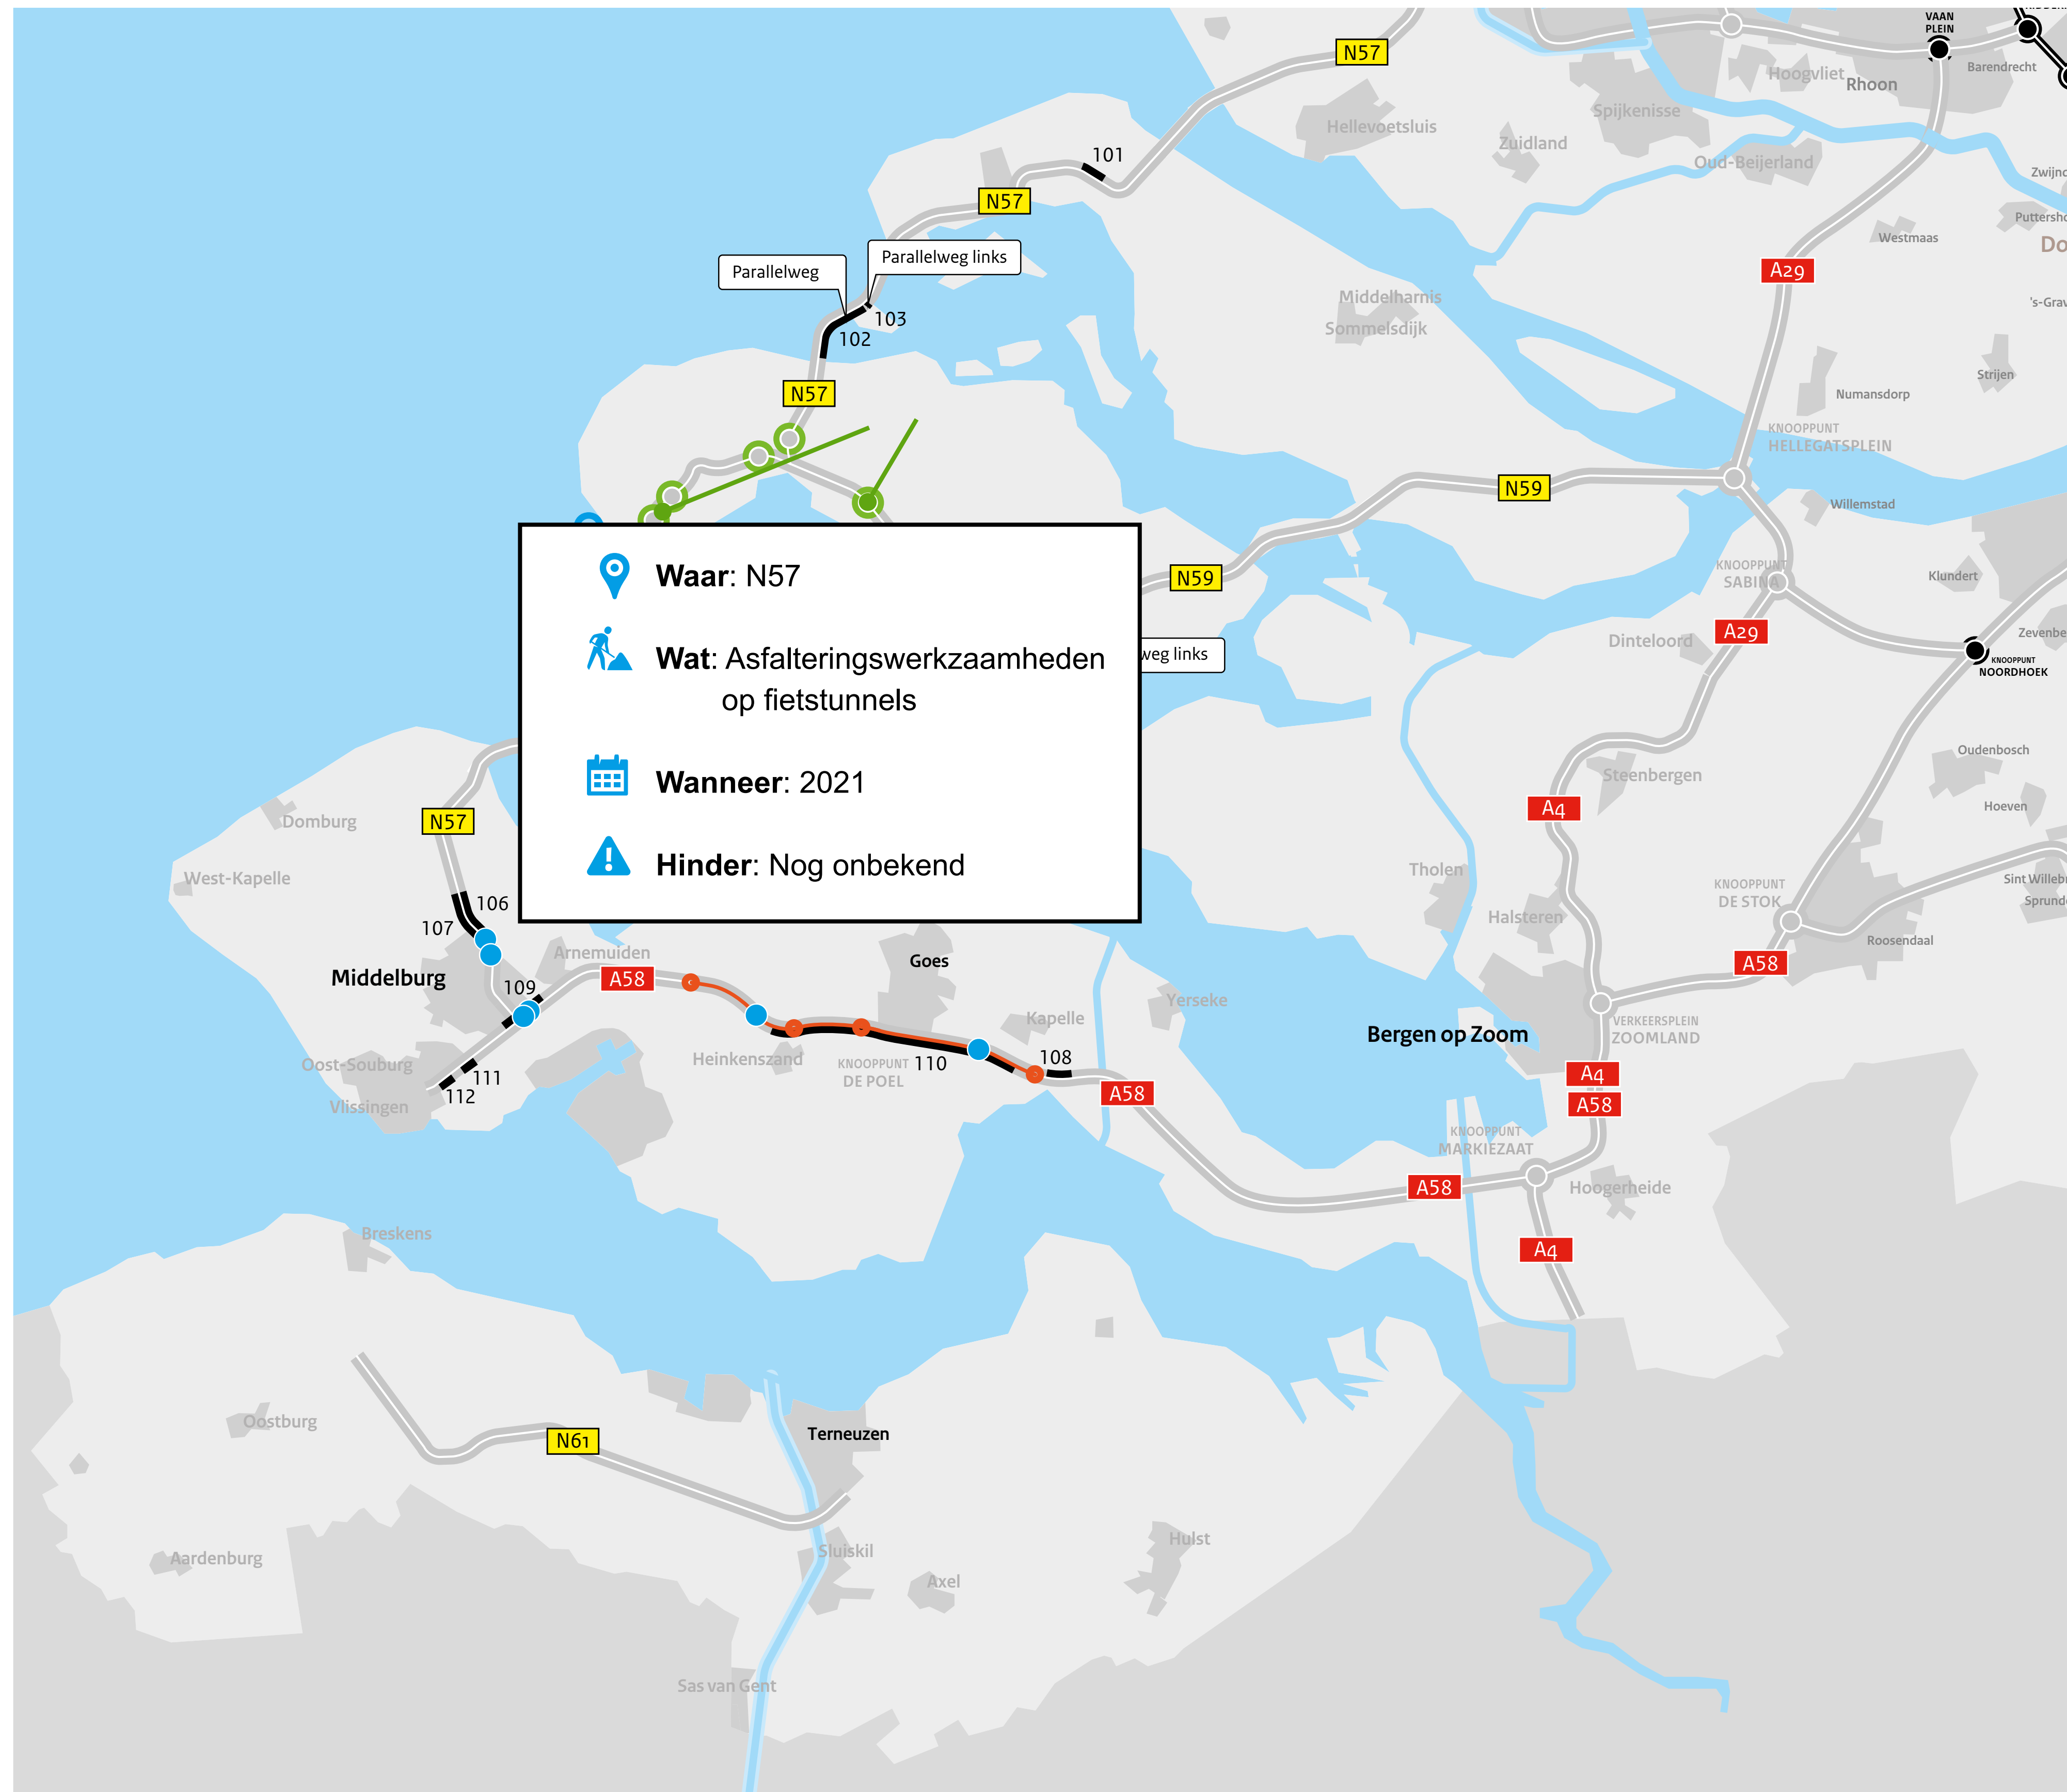 VAAN
PLEIN
N57
Barendrecht
Hoogvliet
Rhoon
Spijkenisse
Hellevoetsluis
Zuidland
101
Oud-Beijerland
N57
Westmaas
Parallelweg links
Parallelweg
A29
Middelharnis
Sommelsdijk
103
102
Strijen
N57
Numansdorp
KNOOPPUNT
HELLEGATSPLEIN
N59
Willemstad
KNOOPPUNT
SABINA
Klundert
N59
Waar: N57
A29
Dinteloord
Wat: Asfalteringswerkzaamheden
op fietstunnels
weg links
KNOOPPUNT
NOORDHOEK
Oudenbosch
Steenbergen
Wanneer: 2021
A4
Hoeven
Domburg
N57
Hinder: Nog onbekend
Tholen
West-Kapelle
KNOOPPUNT
DE STOK
106
107
Halsteren
Roosendaal
Arnemuiden
Goes
A58
Middelburg
A58
109
Yerseke
Kapelle
Bergen op Zoom
VERKEERSPLEIN
ZOOMLAND
Oost-Souburg
Heinkenszand
KNOOPPUNT
DE POEL
110
108
111
112
A58
A4
A58
Vlissingen
KNOOPPUNT
MARKIEZAAT
A58
Hoogerheide
Breskens
A4
Oostburg
N61
Terneuzen
Aardenburg
Sluiskil
Hulst
Axel
Sas van Gent